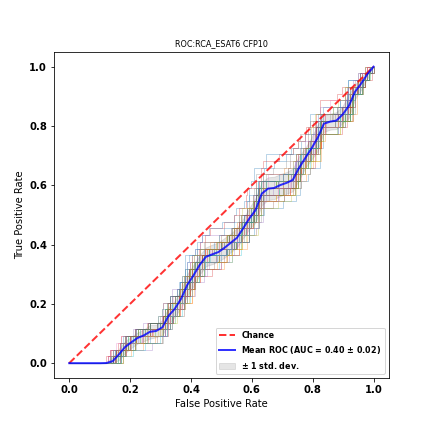 ROC:RCA_ESAT6 CFP10
True Positive Rate
1.0
0.8
0.6
0.4
0.2
0.0
Chance
Mean ROC (AUC = 0.40 ± 0.02)
± 1 std. dev.
0.0 0.2 0.4 0.6 0.8 1.0
False Positive Rate